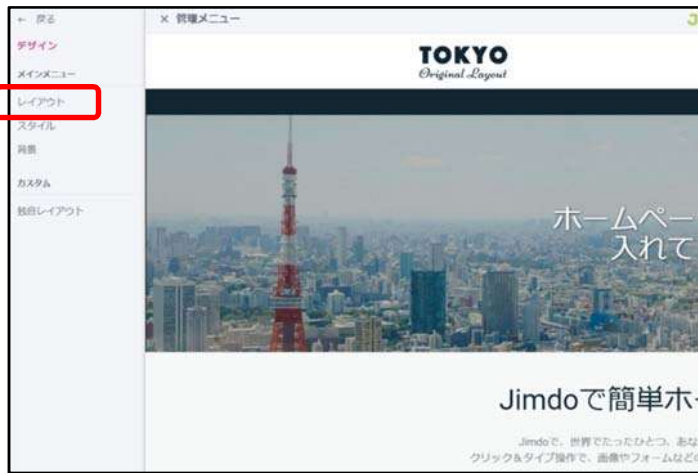 ← 戻る
デザイン
メインメニュー
レイアウト
スタイル
背景
カスタム
独自レイアウト
× 管理メニュー
J
TOKYO
Original Layout
ホームペー
入れて
Jimdoで簡単ホ
Jimdoで、世界でたったひとつ、あな
クリック&タイプ操作で、画像やフォームなど